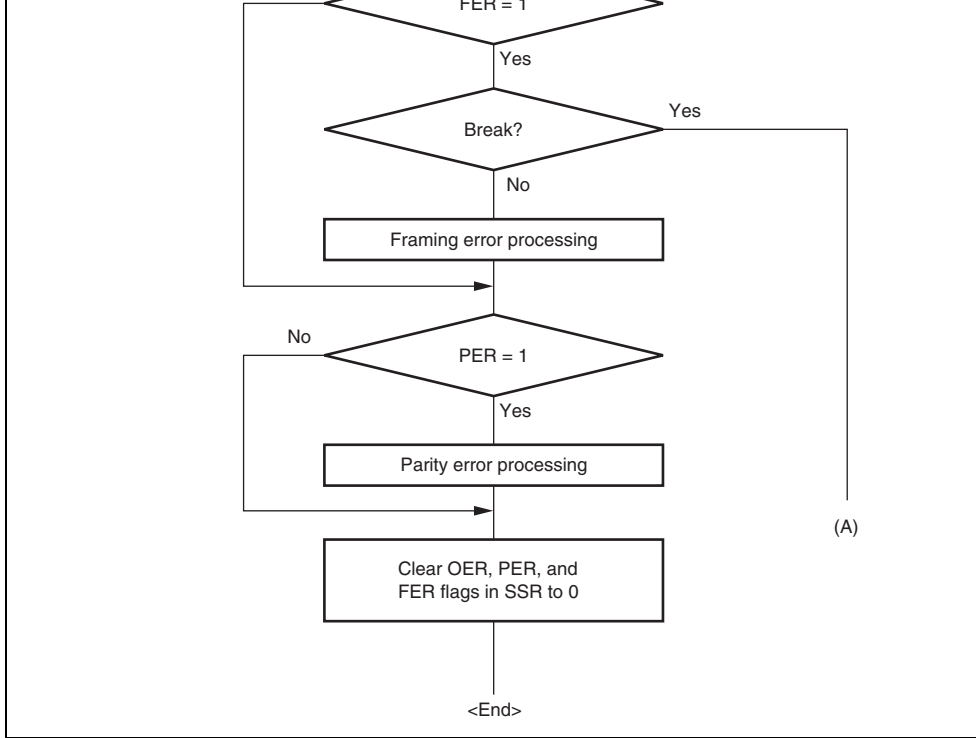 FER = 1
Yes
Yes
Break?
No
Framing error processing
No
PER = 1
Yes
Parity error processing
(A)
Clear OER, PER, and
FER flags in SSR to 0
<End>